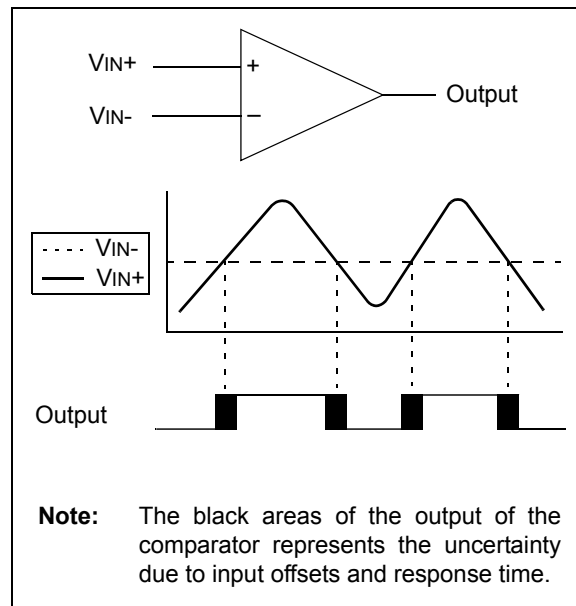 VIN+
+
Output
VIN-
–
VIN-
VIN+
Output
Note: The black areas of the output of the
comparator represents the uncertainty
due to input offsets and response time.